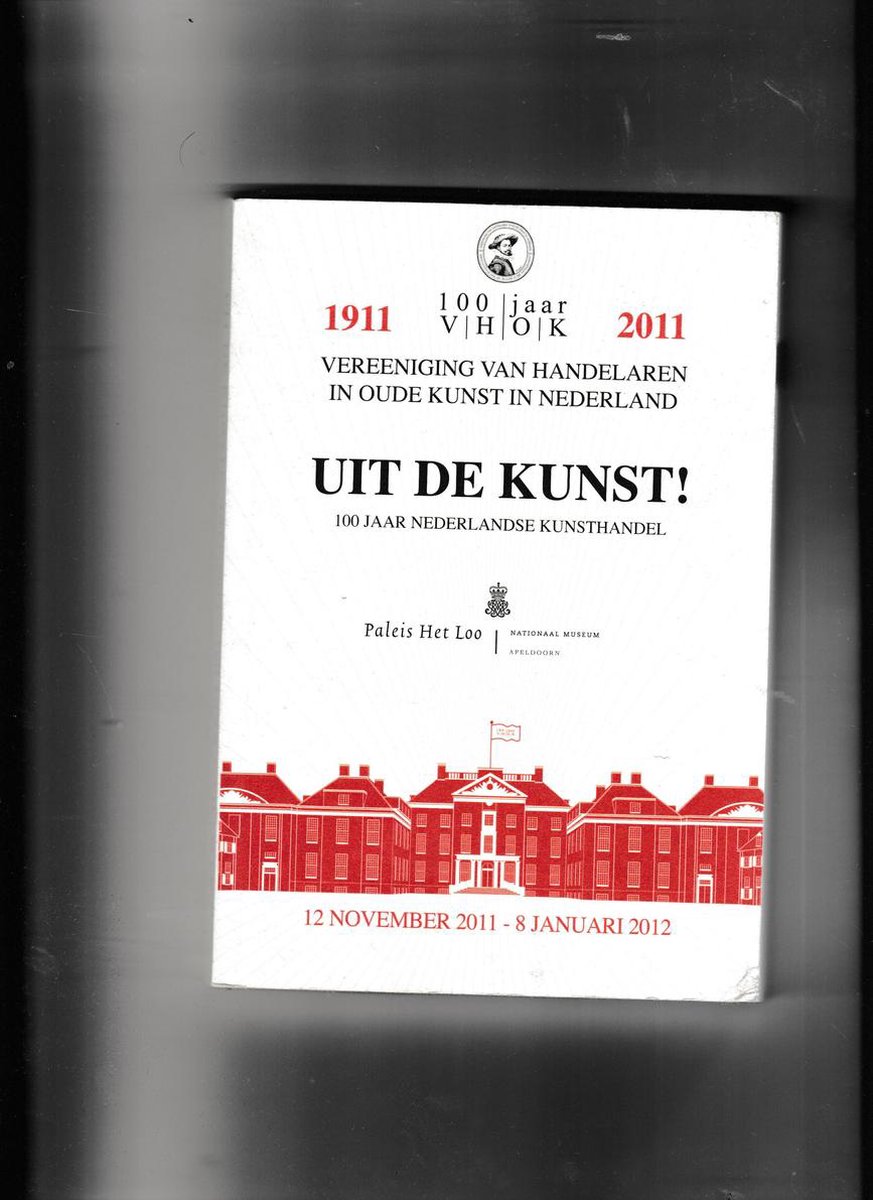 1911
100|jaar
V|H|O|K
2011
VEREENIGING VAN HANDELAREN
IN OUDE KUNST IN NEDERLAND
UIT DE KUNST!
100 JAAR NEDERLANDSE KUNSTHANDEL
Paleis Het Loo
NATIONAAL MUSEUM
APELDOORN
12 NOVEMBER 2011 - 8 JANUARI 2012